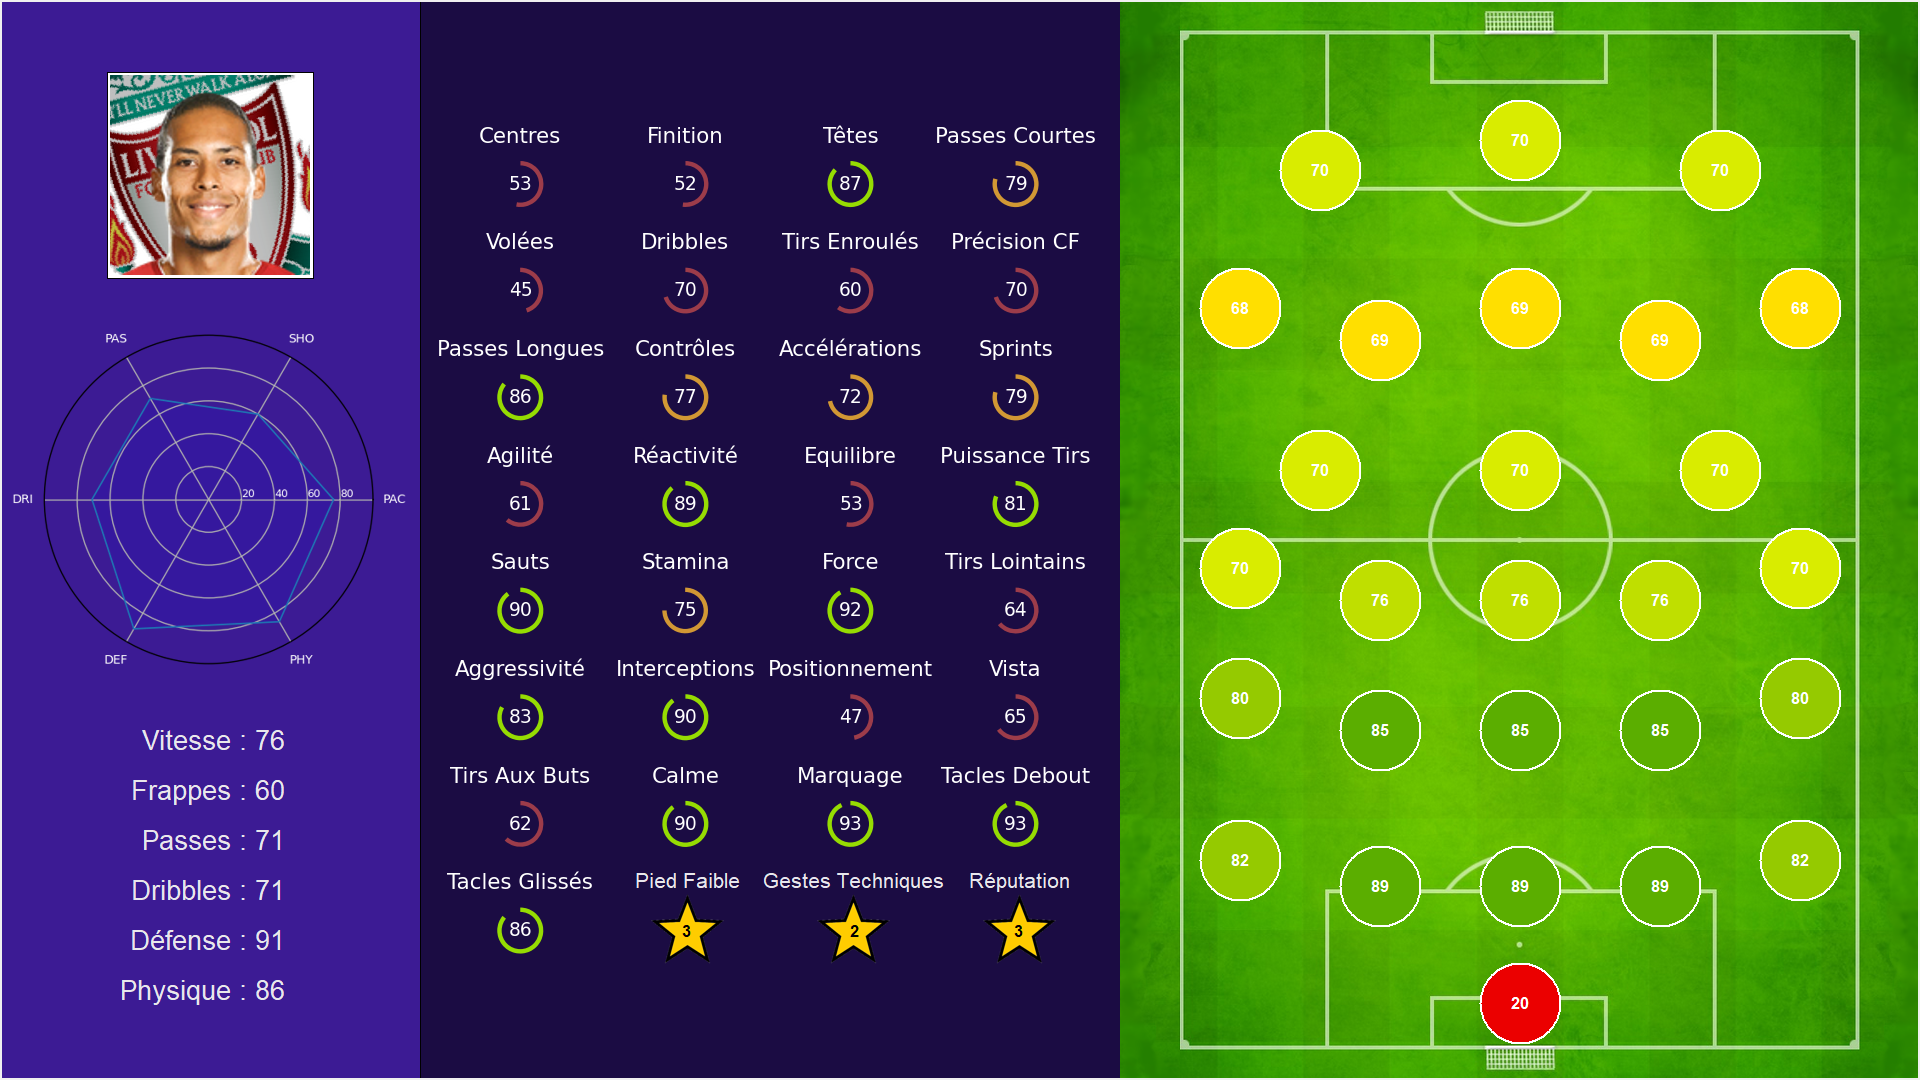 'LL NEVER WALK AL
PAS
SHO
DRI
20
40
60
80
PAC
DEF
PHY
Vitesse : 76
Frappes : 60
Passes : 71
Dribbles : 71
Défense : 91
Physique : 86
Centres
Finition
Têtes
Passes Courtes
53
52
87
79
Volées
Dribbles
Tirs Enroulés
Précision CF
45
70
60
70
Passes Longues
Contrôles
Accélérations
Sprints
86
77
72
79
Agilité
Réactivité
Equilibre
Puissance Tirs
61
89
53
81
Sauts
Stamina
Force
Tirs Lointains
90
75
92
64
Aggressivité
Interceptions
Positionnement
Vista
83
90
47
65
Tirs Aux Buts
Calme
Marquage
Tacles Debout
62
90
93
93
Tacles Glissés
Pied Faible
Gestes Techniques
Réputation
86
3
2
3
70
70
70
68
69
69
69
68
70
70
70
70
76
76
76
70
80
85
85
85
80
82
89
89
89
82
20